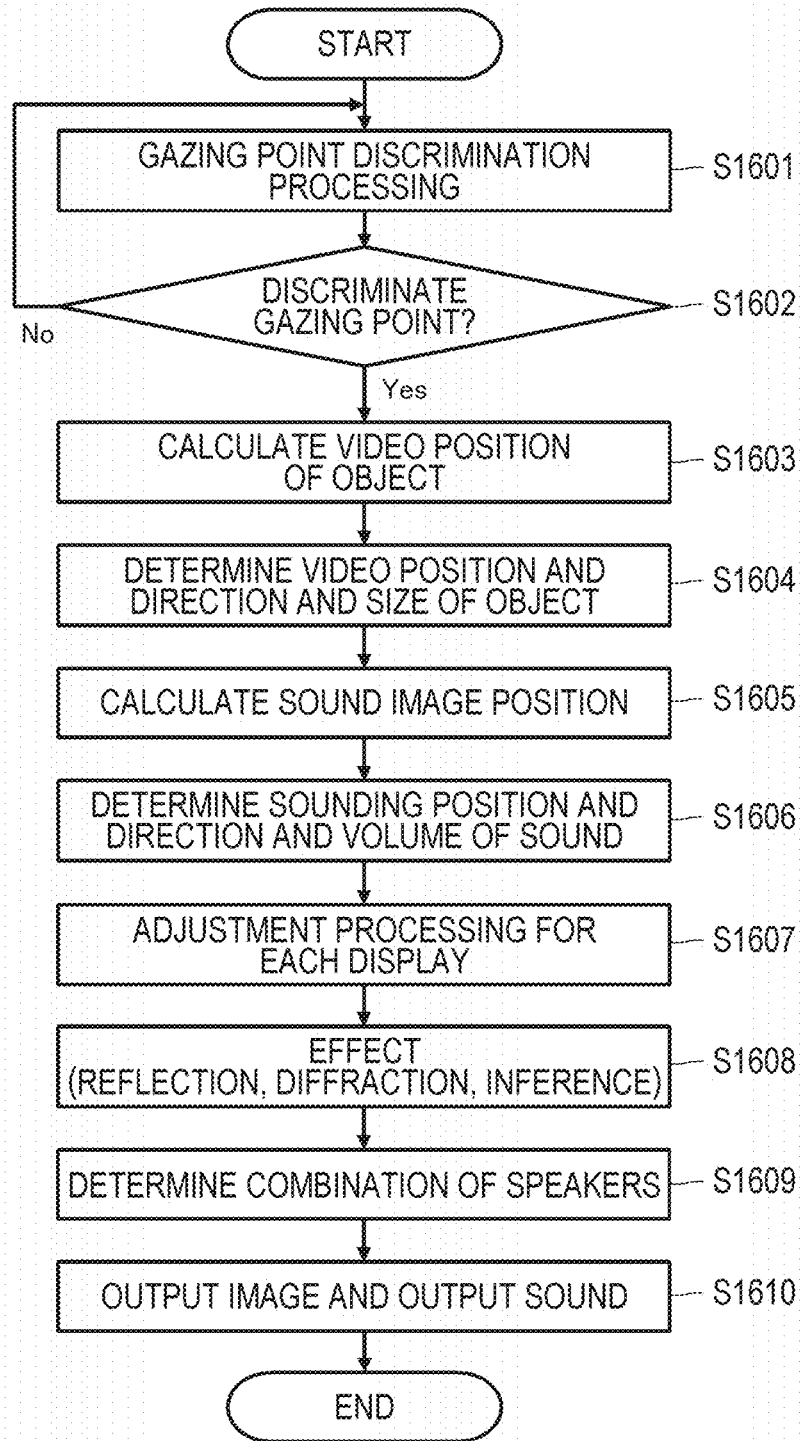 START
GAZING POINT DISCRIMINATION
PROCESSING
S1601
DISCRIMINATE
GAZING POINT?
S1602
No
Yes
CALCULATE VIDEO POSITION
OF OBJECT
S1603
DETERMINE VIDEO POSITION AND
DIRECTION AND SIZE OF OBJECT
S1604
CALCULATE SOUND IMAGE POSITION
S1605
DETERMINE SOUNDING POSITION AND
DIRECTION AND VOLUME OF SOUND
S1606
ADJUSTMENT PROCESSING FOR
EACH DISPLAY
S1607
EFFECT
(REFLECTION, DIFFRACTION, INFERENCE)
S1608
DETERMINE COMBINATION OF SPEAKERS
S1609
OUTPUT IMAGE AND OUTPUT SOUND
S1610
END